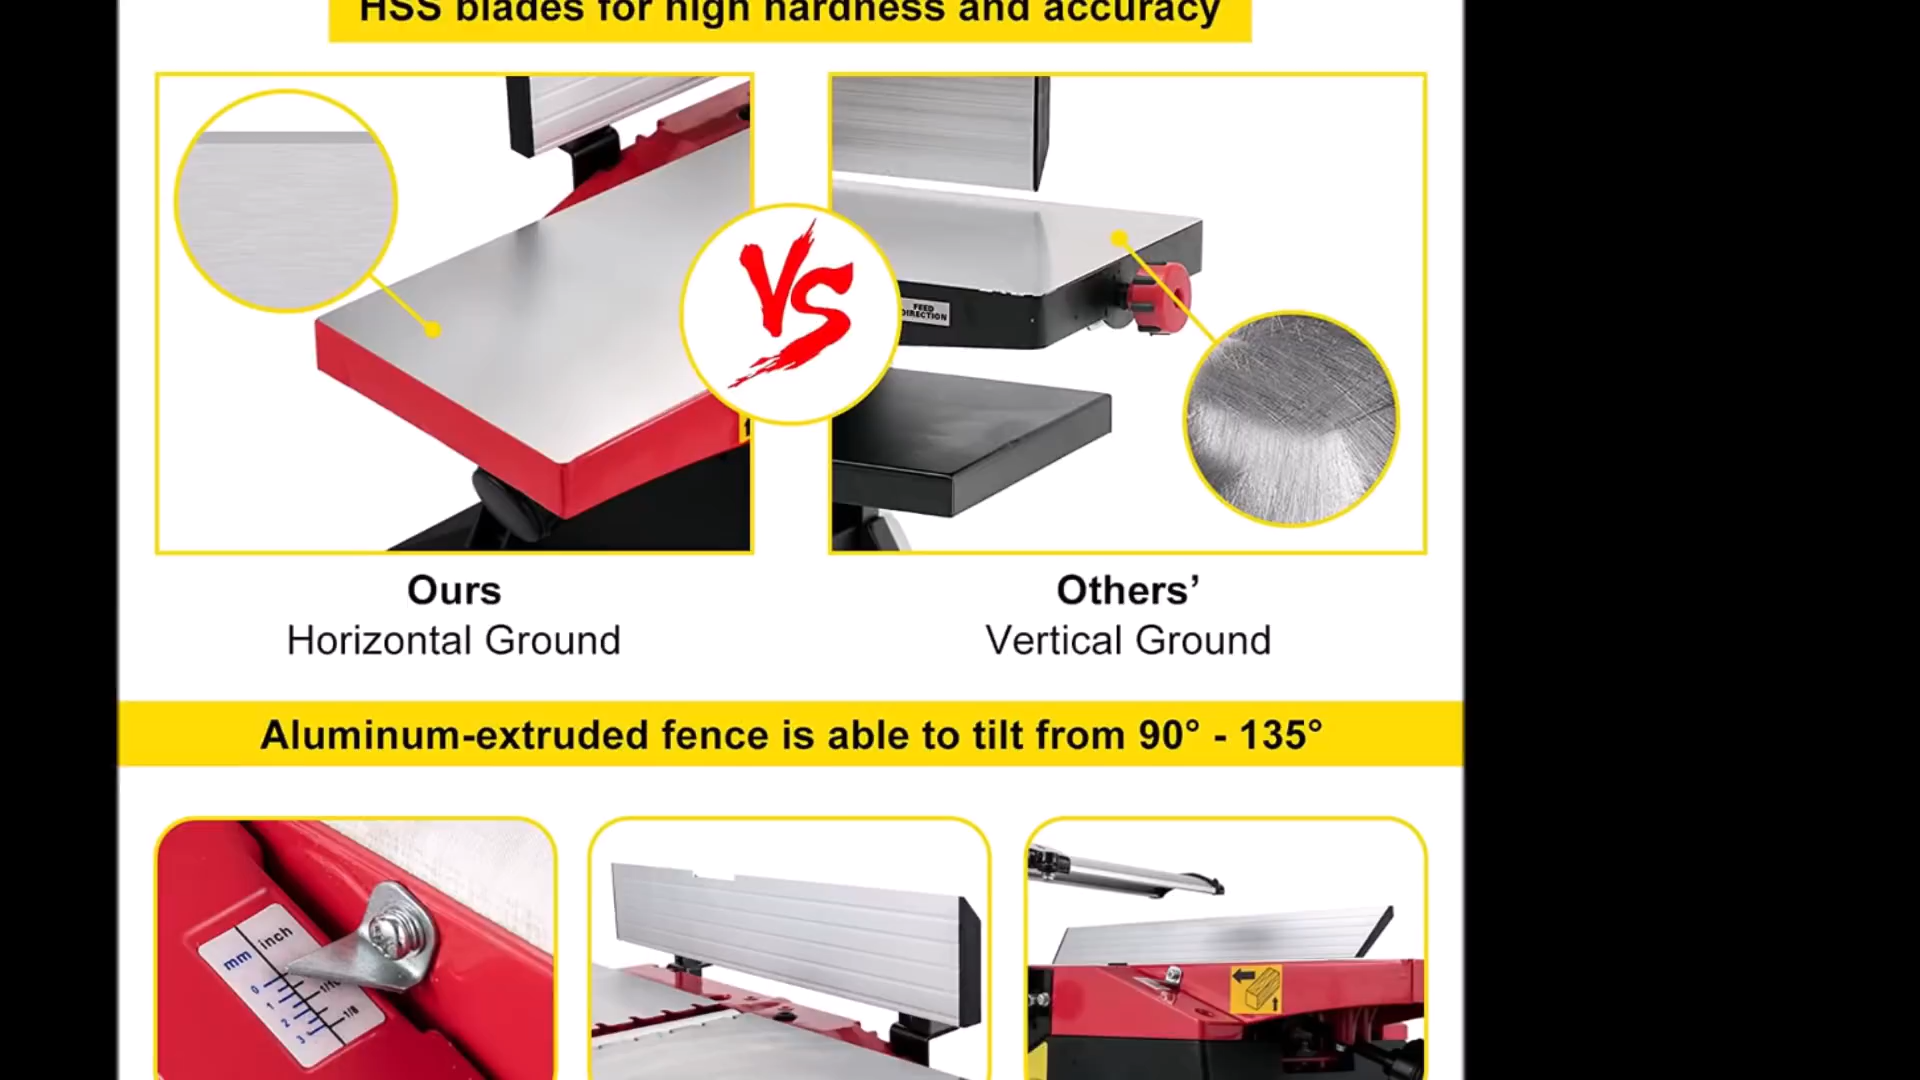 HSS blades for high hardness and accuracy
VS
FEED
DIRECTION
Ours
Horizontal Ground
Others’
Vertical Ground
Aluminum-extruded fence is able to tilt from 90° - 135°
inch
mm
0
1
2
3
1/16
1/8